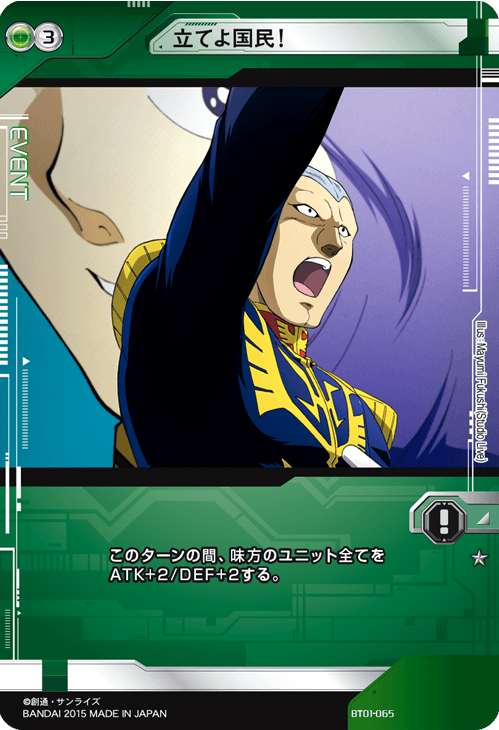 3
立てよ国民!
EVENT
Illus: Mayumi Fukushi(Studio Live)
このターンの間、味方のユニット全てを
ATK+2/DEF+2する。
©創通・サンライズ
BANDAI 2015 MADE IN JAPAN
BT01-065